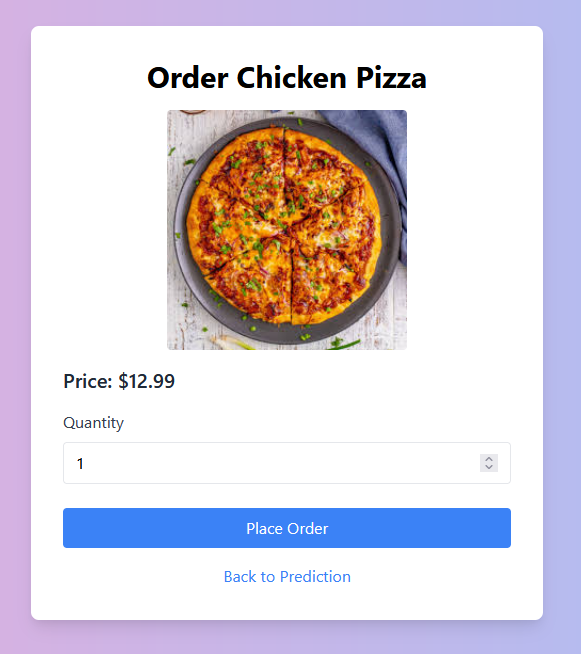 Order Chicken Pizza
Price: $12.99
Quantity
1
Place Order
Back to Prediction